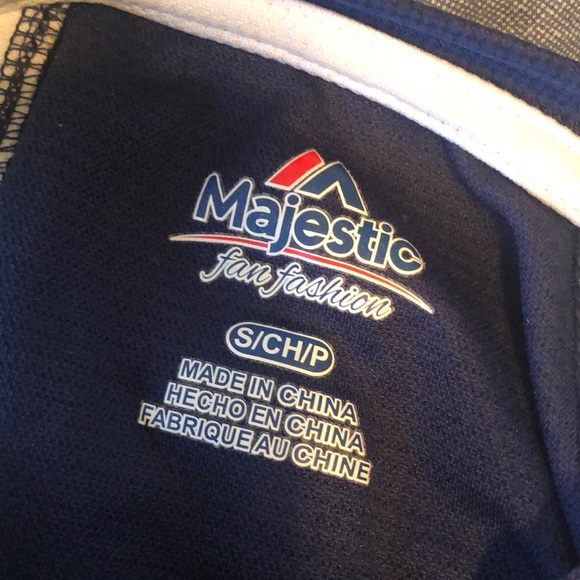 Majestic
fan fashion
S/CH/P
MADE IN CHINA
HECHO EN CHINA
FABRIQUE AU CHINE